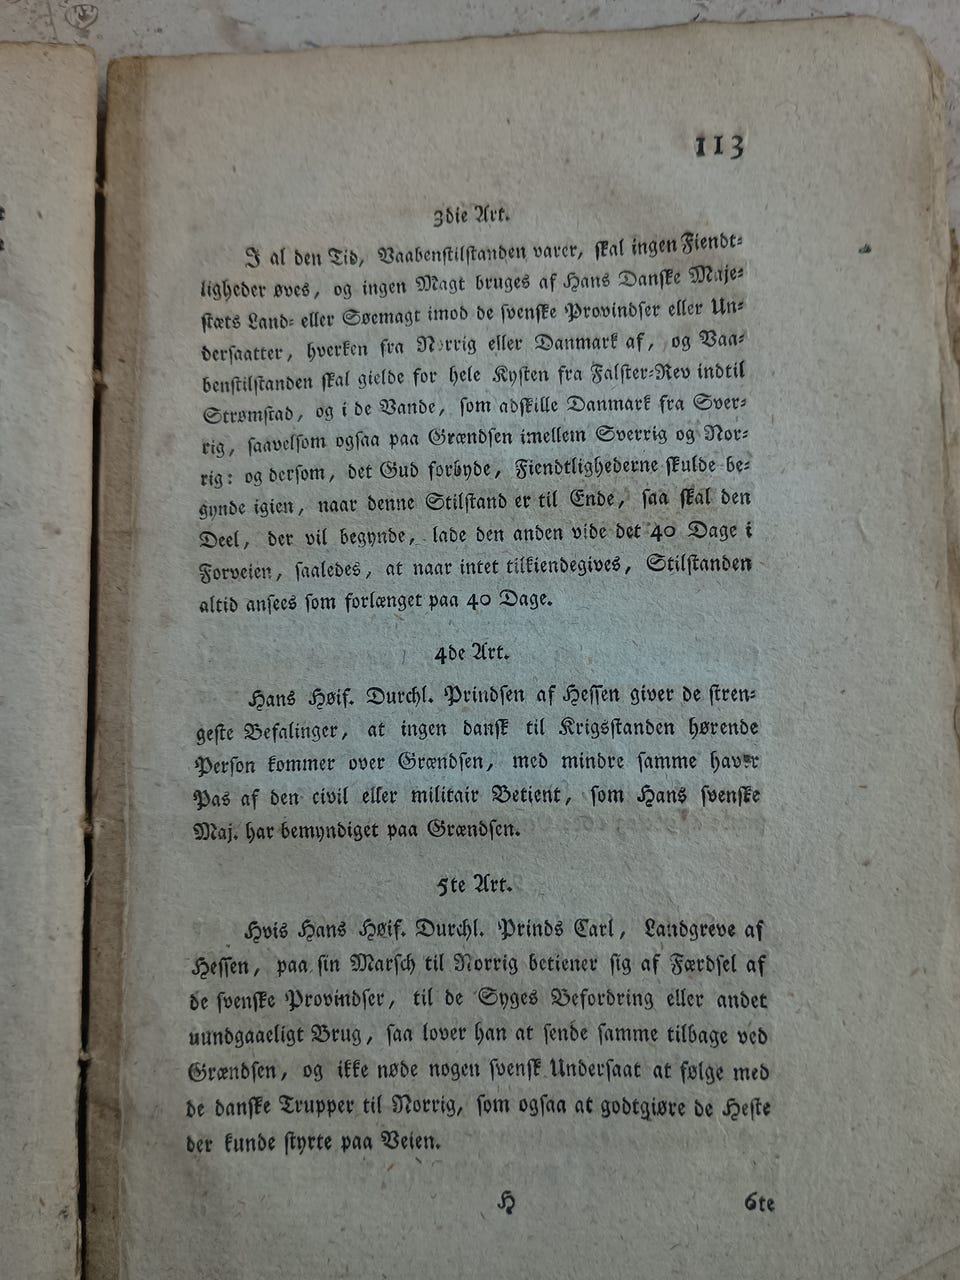 113
3die Art.
I al den Tid, Vaabenstilstanden varer, skal ingen Fiendt-
ligheder øves, og ingen Magt bruges af Hans Danske Maje-
stæts Land- eller Søemagt imod de svenske Provindser eller Un-
dersaatter, hverken fra Norrig eller Danmark af, og Vaa-
benstilstanden skal gielde for hele Kysten fra Falster-Rev indtil
Strømstad, og i de Vande, som adskille Danmark fra Sver-
rig, saavelsom ogsaa paa Grændsen imellem Sverrig og Nor-
rig: og dersom, det Gud forbyde, Fiendtlighederne skulde be-
gynde igien, naar denne Stilstand er til Ende, saa skal den
Deel, der vil begynde, lade den anden vide det 40 Dage i
Forveien, saaledes, at naar intet tilkiendegives, Stilstanden
altid ansees som forlænget paa 40 Dage.
4de Art.
Hans Høif. Durchl. Prindsen af Hessen giver de stren-
geste Befalinger, at ingen dansk til Krigsstanden hørende
Person kommer over Grændsen, med mindre samme haver
Pas af den civil eller militair Betient, som Hans svenske
Maj. har bemyndiget paa Grændsen.
5te Art.
Hvis Hans Høif. Durchl. Prinds Carl, Landgreve af
Hessen, paa sin Marsch til Norrig betiener sig af Færdsel af
de svenske Provindser, til de Syges Befordring eller andet
uundgaaeligt Brug, saa lover han at sende samme tilbage ved
Grændsen, og ikke nøde nogen svensk Undersaat at følge med
de danske Trupper til Norrig, som ogsaa at godtgiøre de Heste
der kunde styrte paa Veien.
H 6te